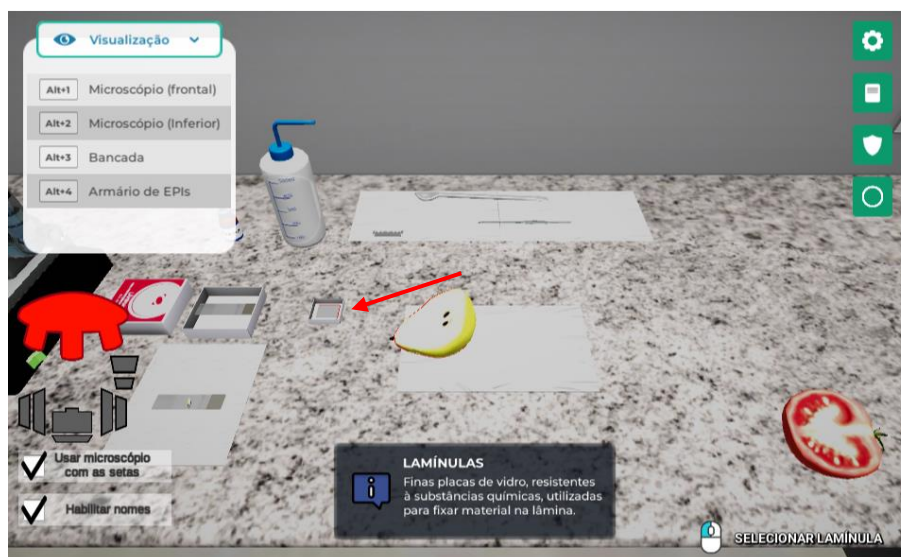 Visualização
Alt+1 Microscópio (frontal)
Alt+2 Microscópio (Inferior)
Alt+3 Bancada
Alt+4 Armário de EPIs
Usar microscópio
com as setas
Habilitar nomes
LAMÍNULAS
Finas placas de vidro, resistentes
à substâncias químicas, utilizadas
para fixar material na lâmina.
SELECIONAR LAMÍNULA